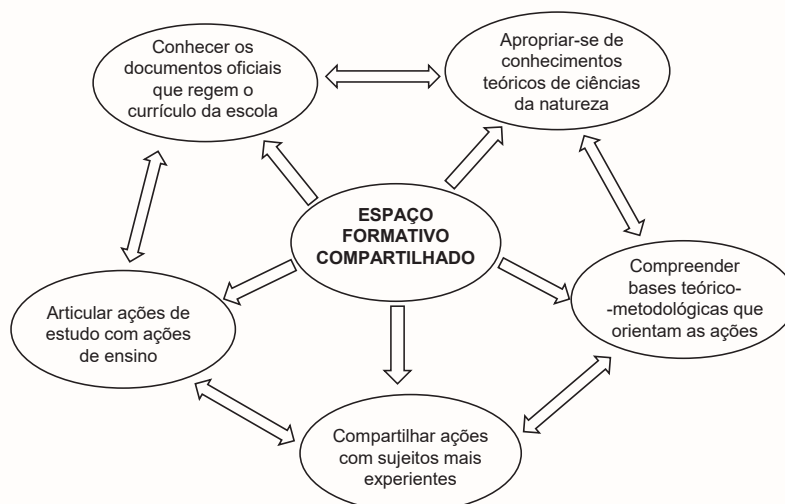 Conhecer os
documentos oficiais
que regem o
currículo da escola
Apropriar-se de
conhecimentos
teóricos de ciências
da natureza
ESPAÇO
FORMATIVO
COMPARTILHADO
Articular ações de
estudo com ações
de ensino
Compreender
bases teórico-
-metodológicas que
orientam as ações
Compartilhar ações
com sujeitos mais
experientes